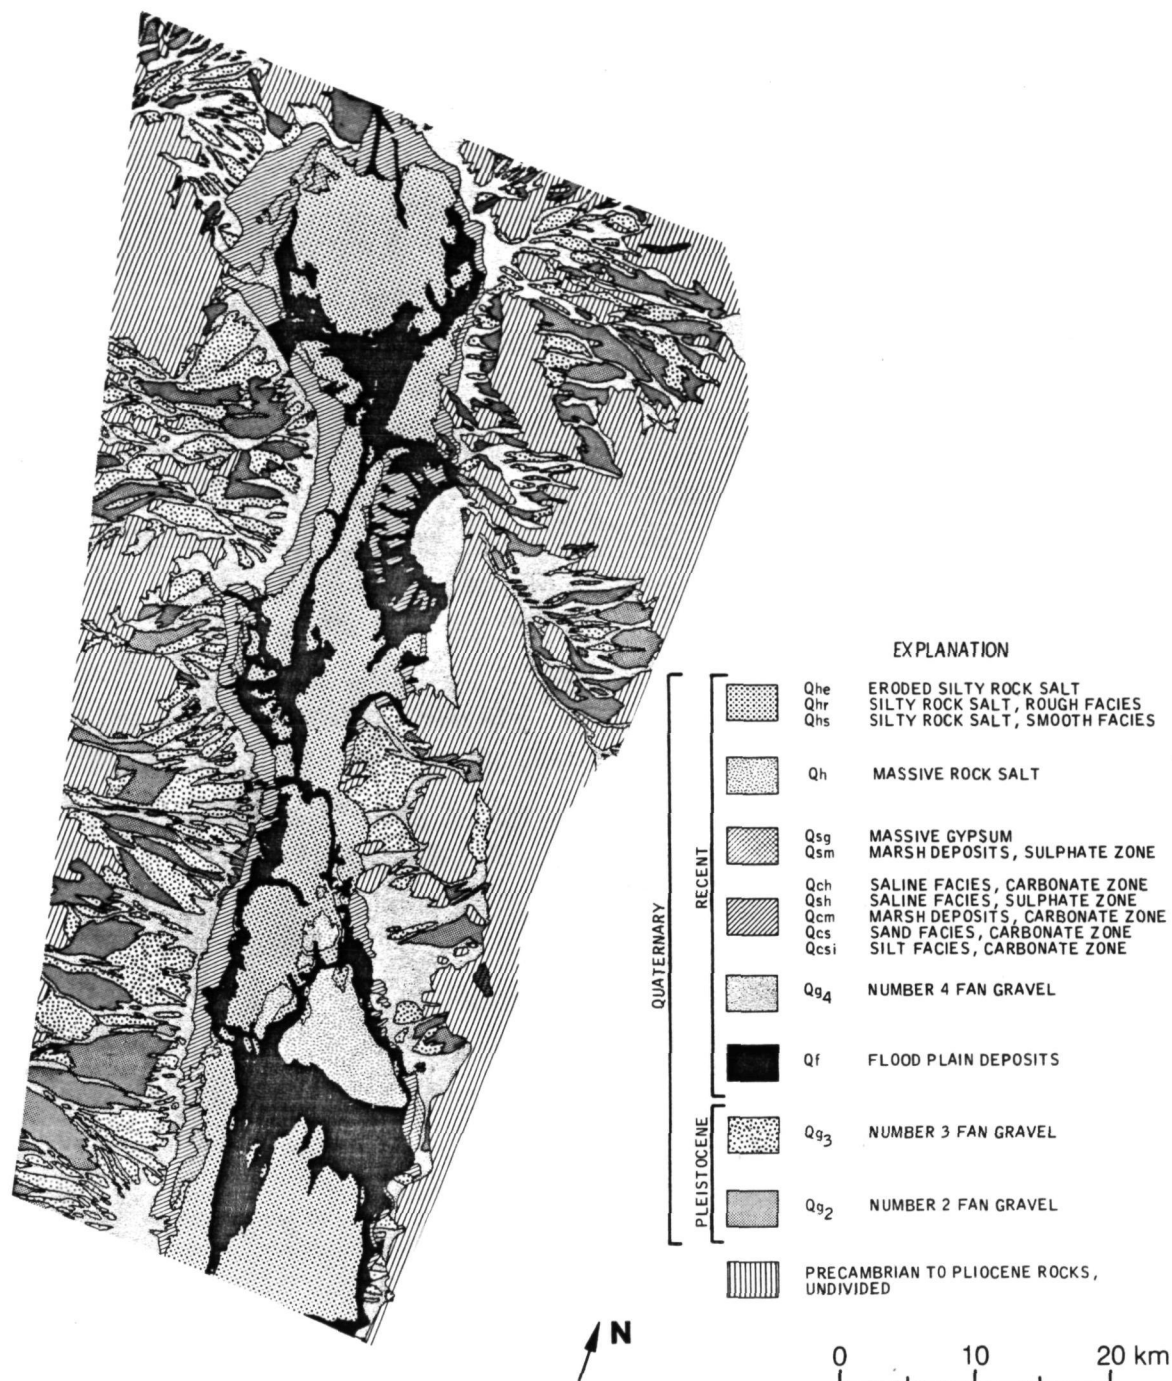 EXPLANATION
Qhe ERODED SILTY ROCK SALT
Qhr SILTY ROCK SALT, ROUGH FACIES
Qhs SILTY ROCK SALT, SMOOTH FACIES
Qh MASSIVE ROCK SALT
Qsg MASSIVE GYPSUM
Qsm MARSH DEPOSITS, SULPHATE ZONE
Qch SALINE FACIES, CARBONATE ZONE
Qsh SALINE FACIES, SULPHATE ZONE
Qcm MARSH DEPOSITS, CARBONATE ZONE
Qcs SAND FACIES, CARBONATE ZONE
Qcsi SILT FACIES, CARBONATE ZONE
Qg4 NUMBER 4 FAN GRAVEL
Qf FLOOD PLAIN DEPOSITS
Qg3 NUMBER 3 FAN GRAVEL
Qg2 NUMBER 2 FAN GRAVEL
PRECAMBRIAN TO PLIOCENE ROCKS,
UNDIVIDED
QUATERNARY
RECENT
PLEISTOCENE
N
0 10 20 km